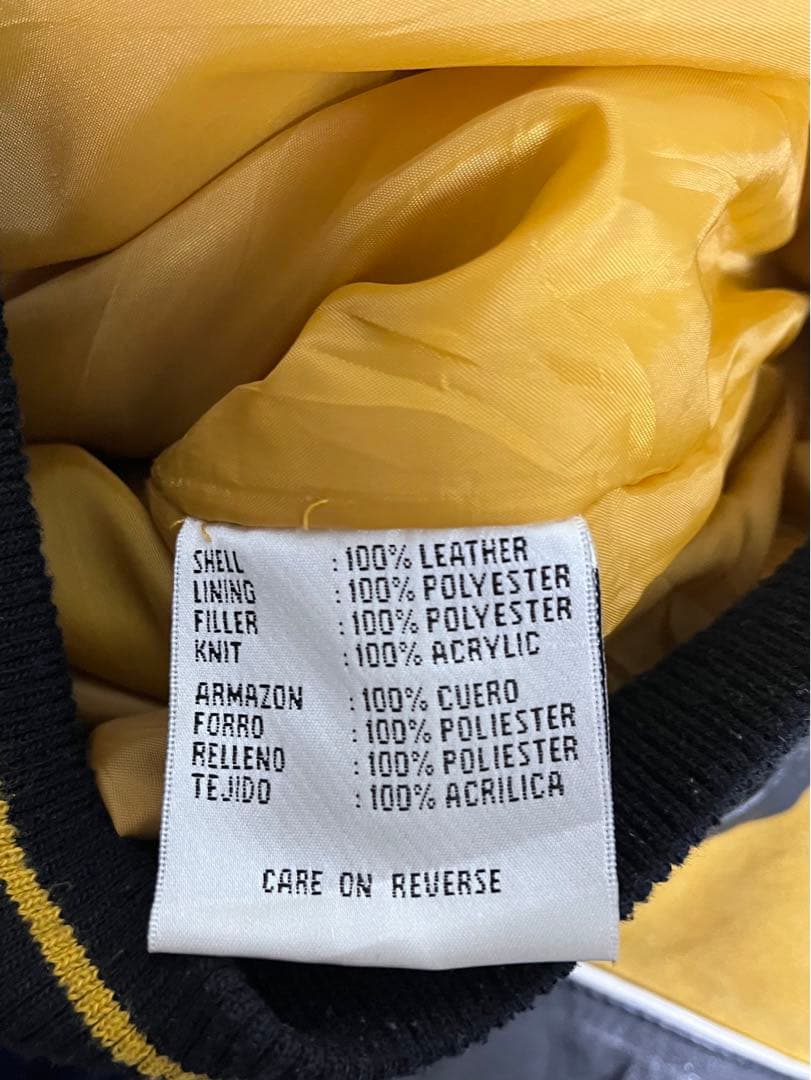 SHELL : 100% LEATHER
LINING : 100% POLYESTER
FILLER : 100% POLYESTER
KNIT : 100% ACRYLIC
ARMAZON : 100% CUERO
FORRO : 100% POLIESTER
RELLENO : 100% POLIESTER
TEJIDO : 100% ACRILICA
CARE ON REVERSE